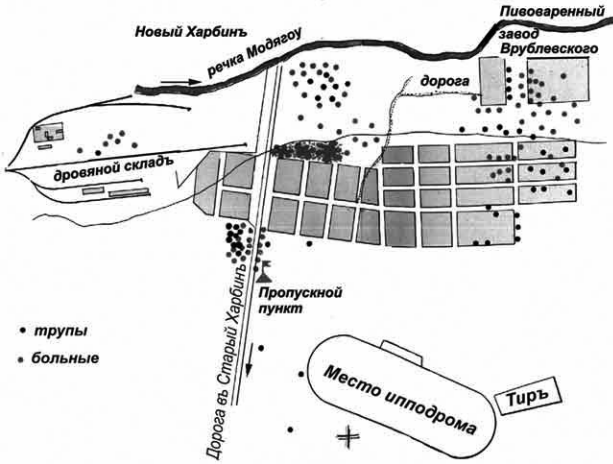 Новый Харбинъ
речка Модягоу
Пивоваренный
завод
Врублевского
дорога
дровяной складъ
Пропускной
пункт
Дорога въ Старый Харбинъ
трупы
больные
Место ипподрома
Тиръ